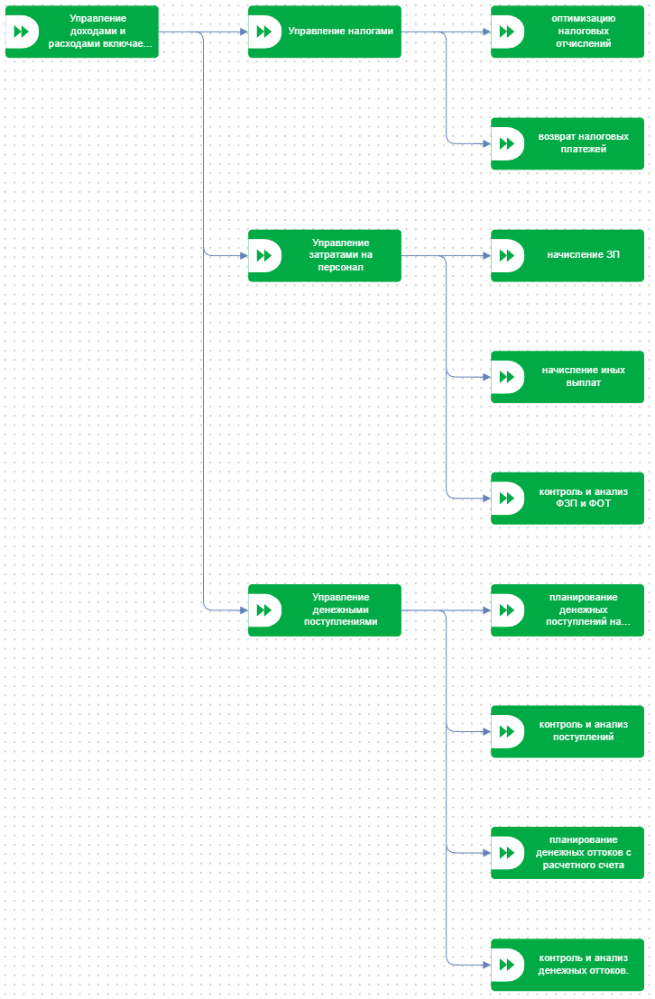 Управление
доходами и
расходами включае...
Управление налогами
оптимизацию
налоговых
отчислений
возврат налоговых
платежей
Управление
затратами на
персонал
начисление ЗП
начисление иных
выплат
контроль и анализ
ФЗП и ФОТ
Управление
денежными
поступлениями
планирование
денежных
поступлений на...
контроль и анализ
поступлений
планирование
денежных оттоков с
расчетного счета
контроль и анализ
денежных оттоков.